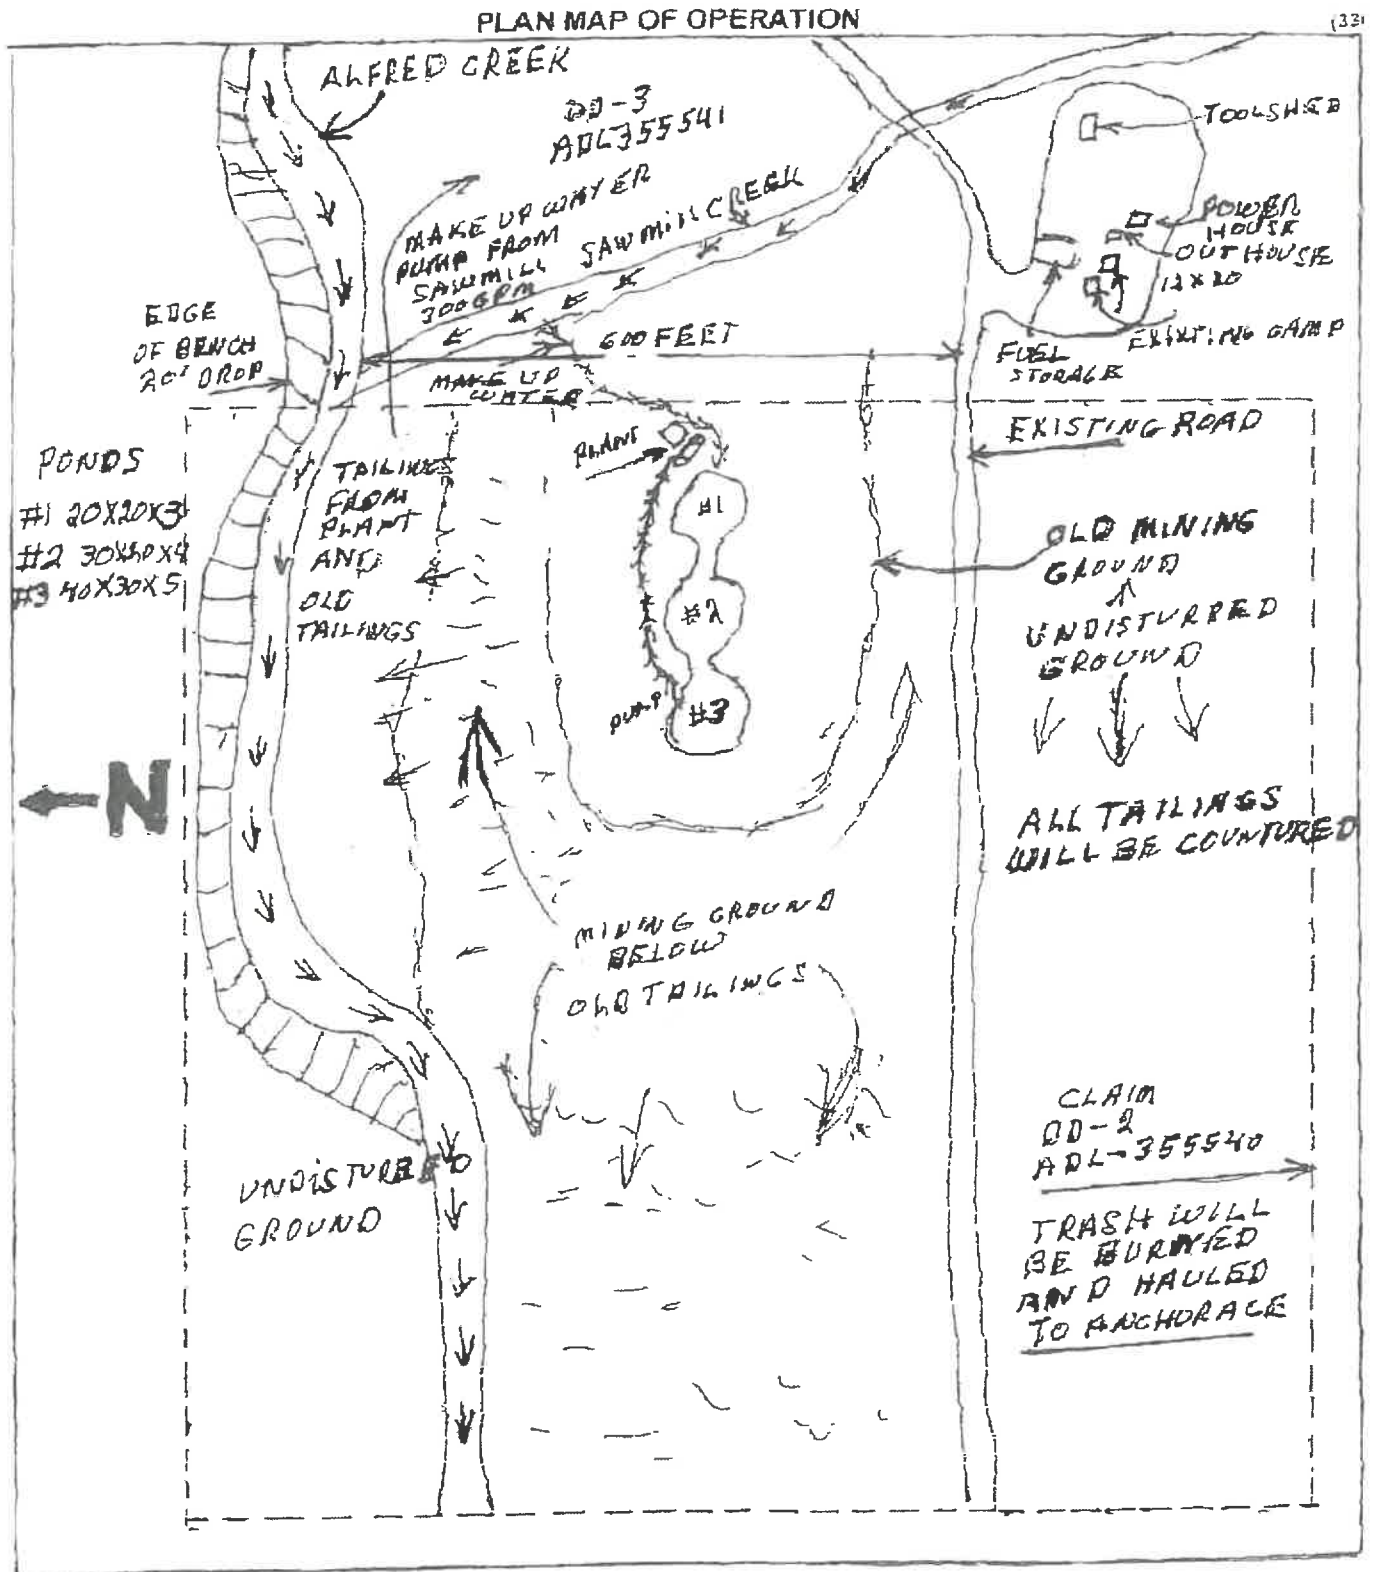 PLAN MAP OF OPERATION
(33)
ALFRED CREEK
DD-3
ADL355541
MAKE UP WATER
PUMP FROM
SAWMILL
300GPM
SAWMILL CREEK
TOOLSHED
POWER
HOUSE
OUTHOUSE
12X20
EXISTING CAMP
FUEL
STORAGE
EDGE
OF BENCH
20' DROP
600 FEET
MAKE UP
WATER
EXISTING ROAD
PONDS
#1 20X20X3
#2 30X40X4
#3 40X30X5
TAILINGS
FROM
PLANT
AND
OLD
TAILINGS
PLANT
#1
#2
#3
PUMP
OLD MINING
GROUND
UNDISTURBED
GROUND
N
ALL TAILINGS
WILL BE COUNTURED
MINING GROUND
BELOW
OLD TAILINGS
UNDISTURBED
GROUND
CLAIM
DD-2
ADL-355540
TRASH WILL
BE BURNED
AND HAULED
TO ANCHORAGE